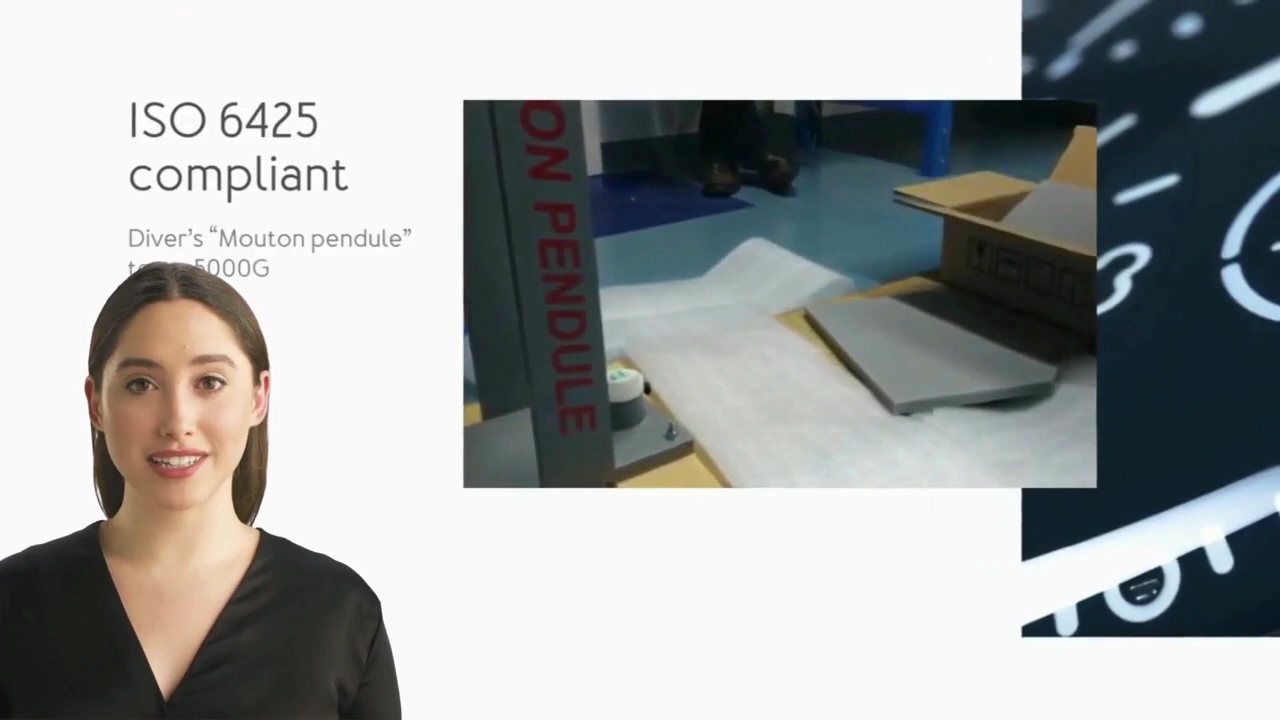 ISO 6425
compliant
Diver's “Mouton pendule”
5000G
ON PENDULE